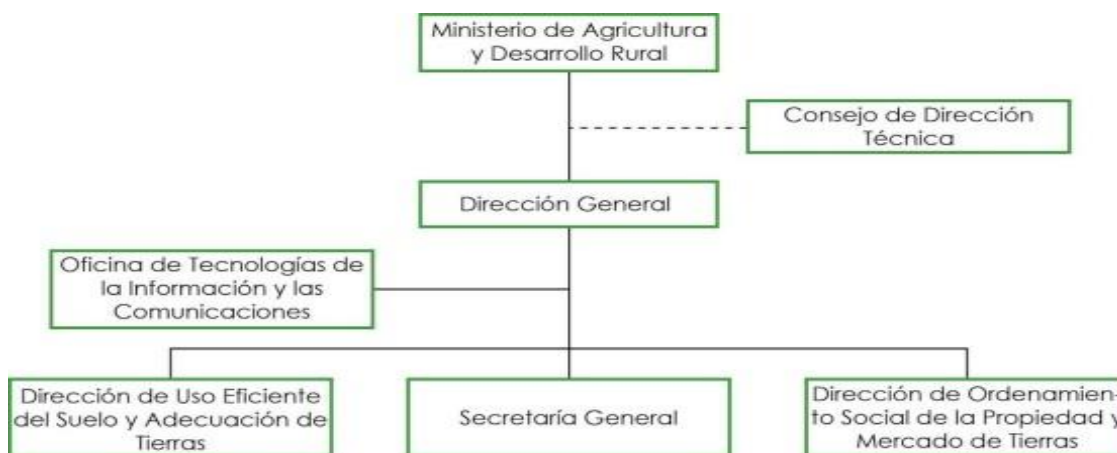 Ministerio de Agricultura
y Desarrollo Rural
Consejo de Dirección
Técnica
Dirección General
Oficina de Tecnologías de
la Información y las
Comunicaciones
Dirección de Uso Eficiente
del Suelo y Adecuación de
Tierras
Secretaría General
Dirección de Ordenamien-
to Social de la Propiedad y
Mercado de Tierras